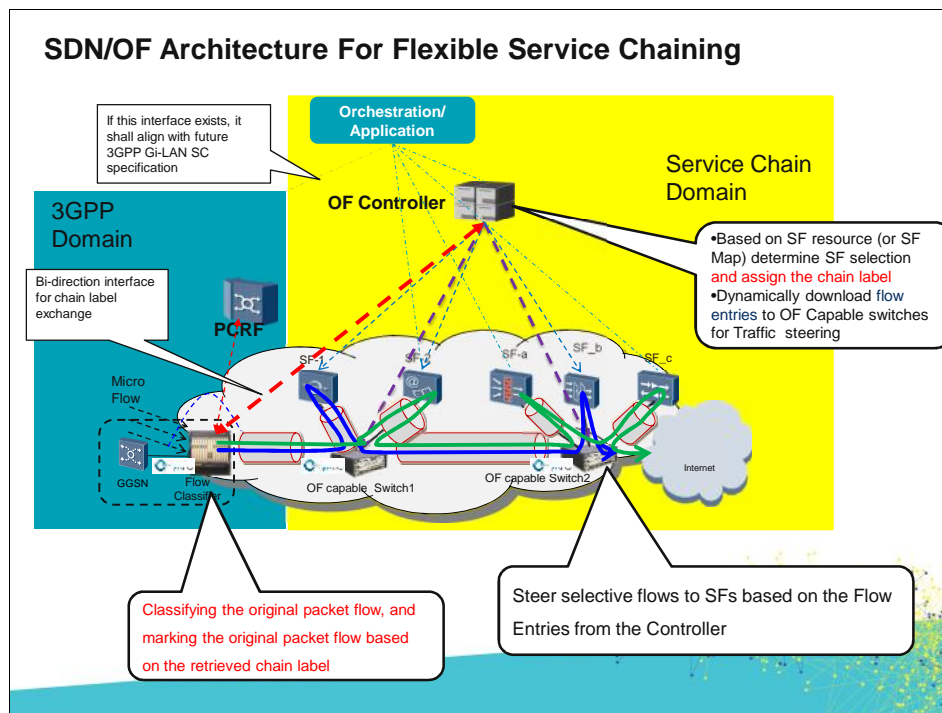 SDN/OF Architecture For Flexible Service Chaining
If this interface exists, it
shall align with future
3GPP Gi-LAN SC
specification
Orchestration/
Application
Service Chain
Domain
OF Controller
3GPP
Domain
•Based on SF resource (or SF
Map) determine SF selection
and assign the chain label
•Dynamically download flow
entries to OF Capable switches
for Traffic steering
Bi-direction interface
for chain label
exchange
PCRF
SF-1
SF-2
SF-a
SF_b
SF_c
Micro
Flow
GGSN
Flow
Classifier
OF capable Switch1
OF capable Switch2
Internet
Classifying the original packet flow, and
marking the original packet flow based
on the retrieved chain label
Steer selective flows to SFs based on the Flow
Entries from the Controller